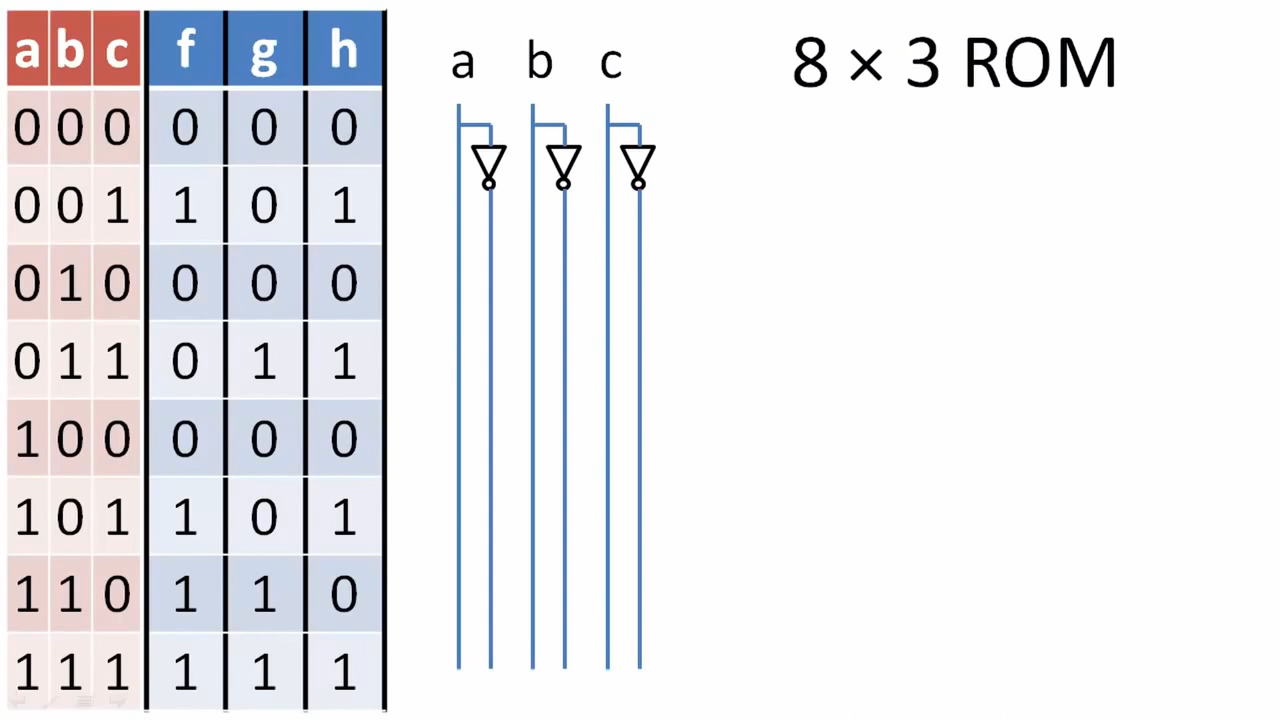 a b c f g h
0 0 0 0 0 0
0 0 1 1 0 1
0 1 0 0 0 0
0 1 1 0 1 1
1 0 0 0 0 0
1 0 1 1 0 1
1 1 0 1 1 0
1 1 1 1 1 1
a b c
8 × 3 ROM